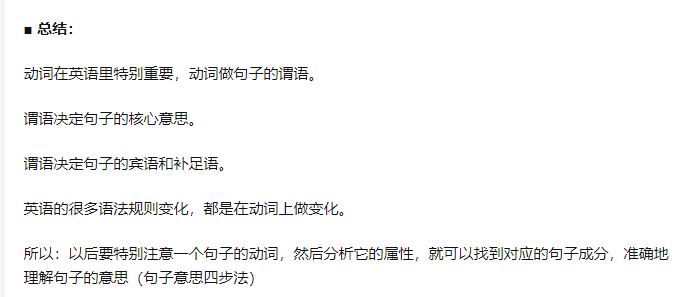 ■ 总结：
动词在英语里特别重要，动词做句子的谓语。
谓语决定句子的核心意思。
谓语决定句子的宾语和补足语。
英语的很多语法规则变化，都是在动词上做变化。
所以：以后要特别注意一个句子的动词，然后分析它的属性，就可以找到对应的句子成分，准确地
理解句子的意思（句子意思四步法）